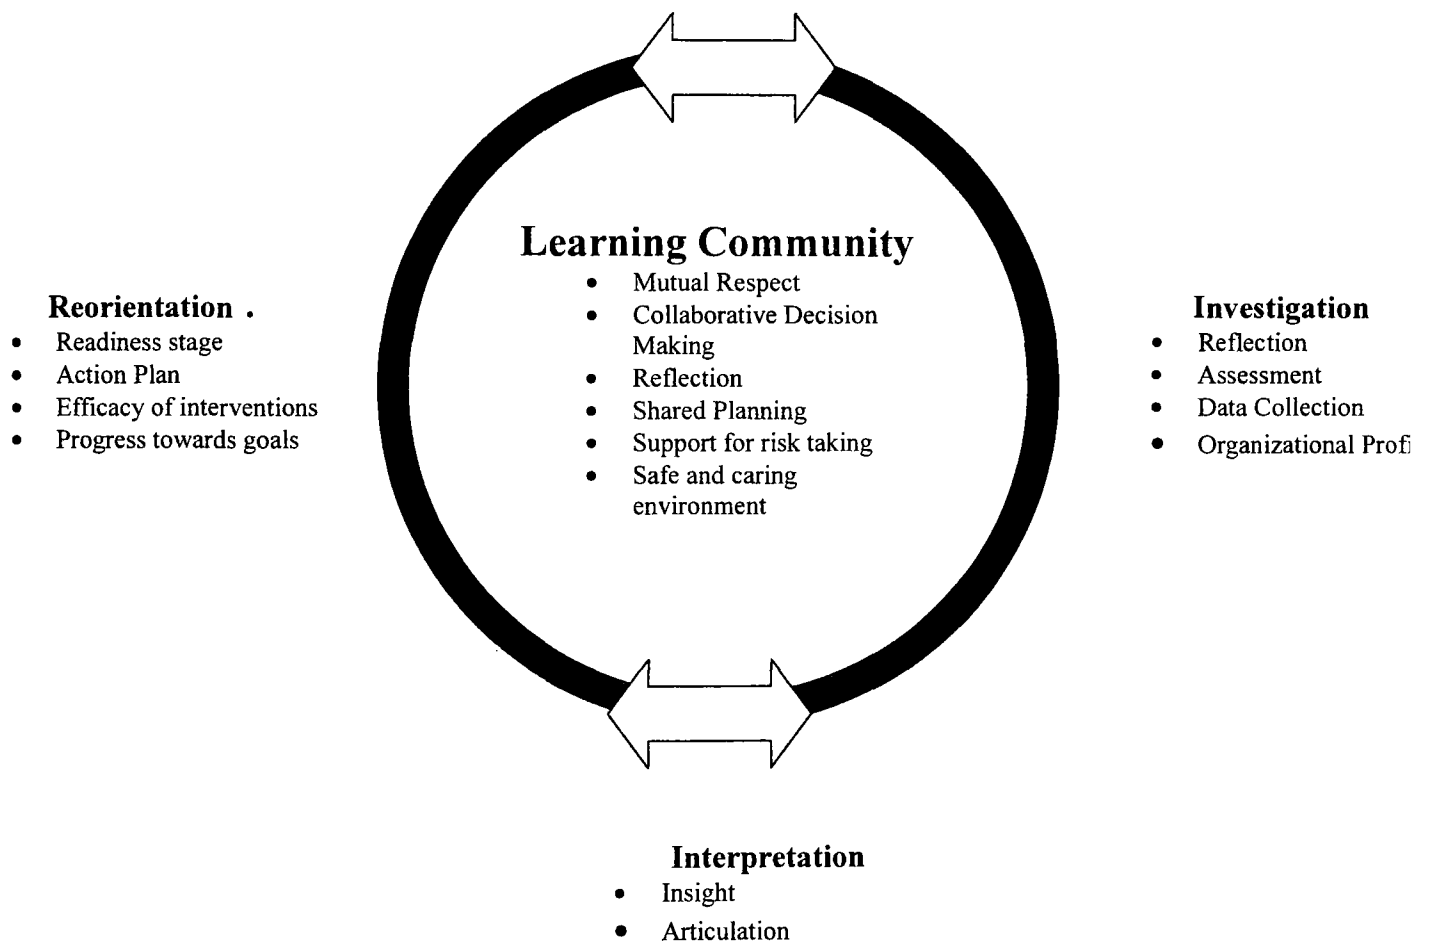 Learning Community
• Mutual Respect
• Collaborative Decision
Making
• Reflection
• Shared Planning
• Support for risk taking
• Safe and caring
environment
Reorientation .
• Readiness stage
• Action Plan
• Efficacy of interventions
• Progress towards goals
Investigation
• Reflection
• Assessment
• Data Collection
• Organizational
Interpretation
• Insight
• Articulation